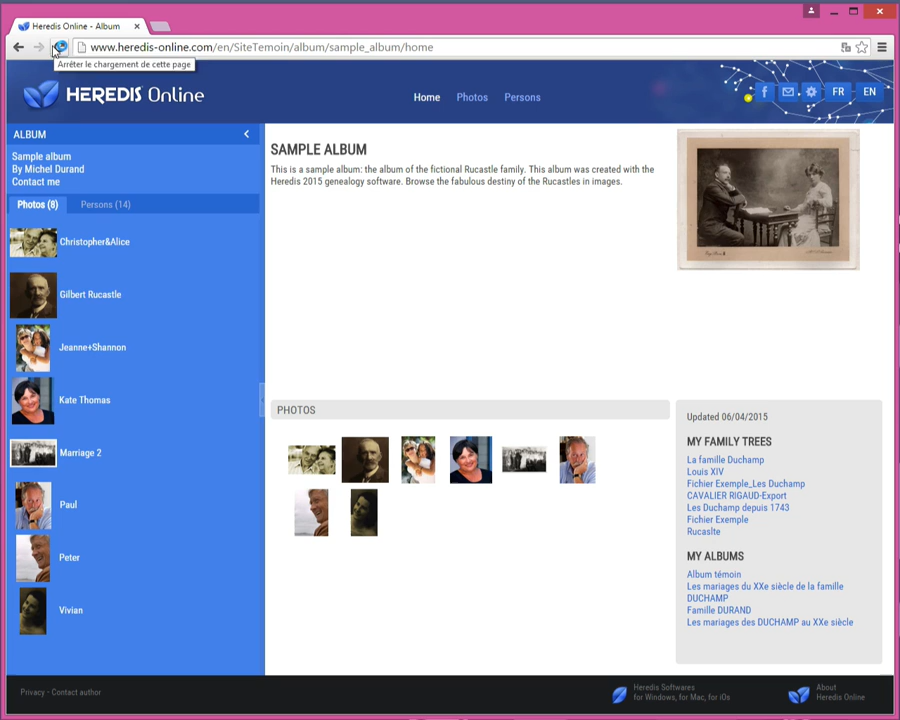 Heredis Online - Album
www.heredis-online.com/en/SiteTemoin/album/sample_album/home
Arrêter le chargement de cette page
HEREDIS Online
Home Photos Persons
f FR EN
ALBUM
Sample album
By Michel Durand
Contact me
Photos (8) Persons (14)
Christopher&Alice
Gilbert Rucastle
Jeanne+Shannon
Kate Thomas
Marriage 2
Paul
Peter
Vivian
SAMPLE ALBUM
This is a sample album: the album of the fictional Rucastle family. This album was created with the
Heredis 2015 genealogy software. Browse the fabulous destiny of the Rucastles in images.
PHOTOS
Updated 06/04/2015
MY FAMILY TREES
La famille Duchamp
Louis XIV
Fichier Exemple_Les Duchamp
CAVALIER RIGAUD-Export
Les Duchamp depuis 1743
Fichier Exemple
Rucaslte
MY ALBUMS
Album témoin
Les mariages du XXe siècle de la famille
DUCHAMP
Famille DURAND
Les mariages des DUCHAMP au XXe siècle
Privacy - Contact author
Heredis Softwares
for Windows, for Mac, for iOs
About
Heredis Online